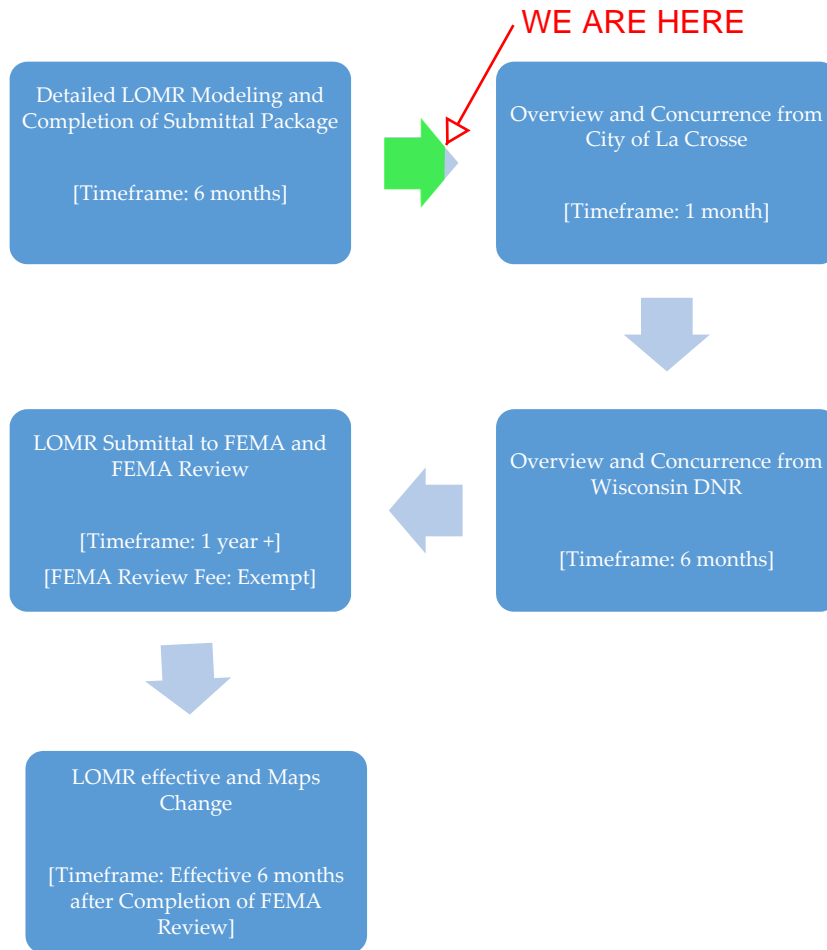 WE ARE HERE
Detailed LOMR Modeling and
Completion of Submittal Package
[Timeframe: 6 months]
Overview and Concurrence from
City of La Crosse
[Timeframe: 1 month]
Overview and Concurrence from
Wisconsin DNR
[Timeframe: 6 months]
LOMR Submittal to FEMA and
FEMA Review
[Timeframe: 1 year +]
[FEMA Review Fee: Exempt]
LOMR effective and Maps
Change
[Timeframe: Effective 6 months
after Completion of FEMA
Review]